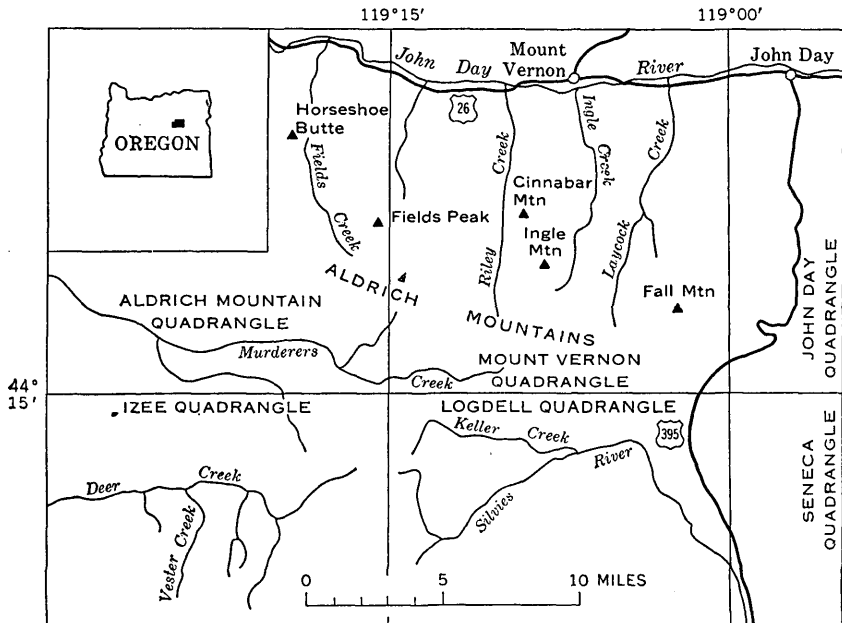 119°15′
119°00′
John Day River
Mount
Vernon
John Day
26
OREGON
Horseshoe
Butte
Fields Creek
Fields Peak
Riley Creek
Ingle Creek
Cinnabar
Mtn
Ingle
Mtn
Laycock Creek
Fall Mtn
ALDRICH MOUNTAINS
ALDRICH MOUNTAIN
QUADRANGLE
Murderers Creek
MOUNT VERNON
QUADRANGLE
JOHN DAY
QUADRANGLE
44°
15′
IZEE QUADRANGLE
LOGDELL QUADRANGLE
Keller Creek
395
Silvies River
SENECA
QUADRANGLE
Deer Creek
Vester Creek
0 5 10 MILES